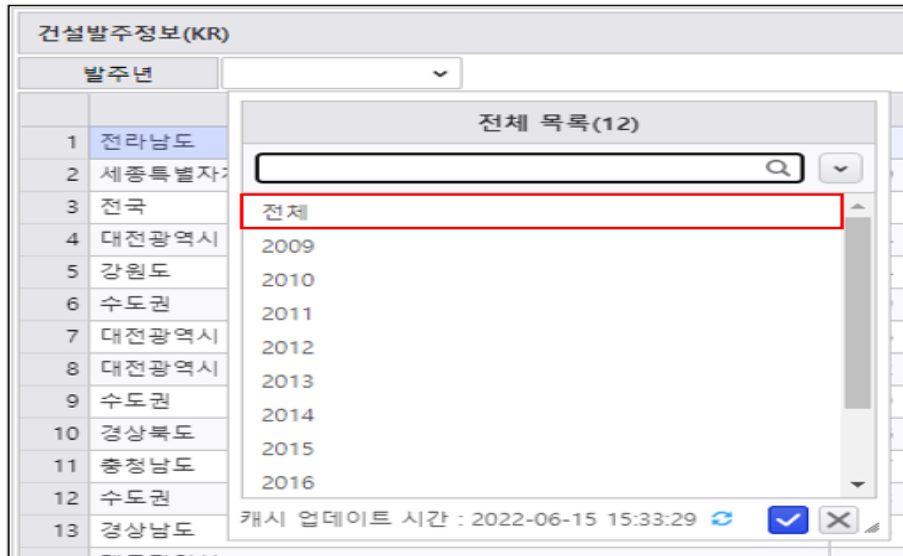 건설발주정보(KR)
발주년
전체 목록(12)
1 전라남도
2 세종특별자
3 전국
4 대전광역시
5 강원도
6 수도권
7 대전광역시
8 대전광역시
9 수도권
10 경상북도
11 충청남도
12 수도권
13 경상남도
전체
2009
2010
2011
2012
2013
2014
2015
2016
캐시 업데이트 시간 : 2022-06-15 15:33:29